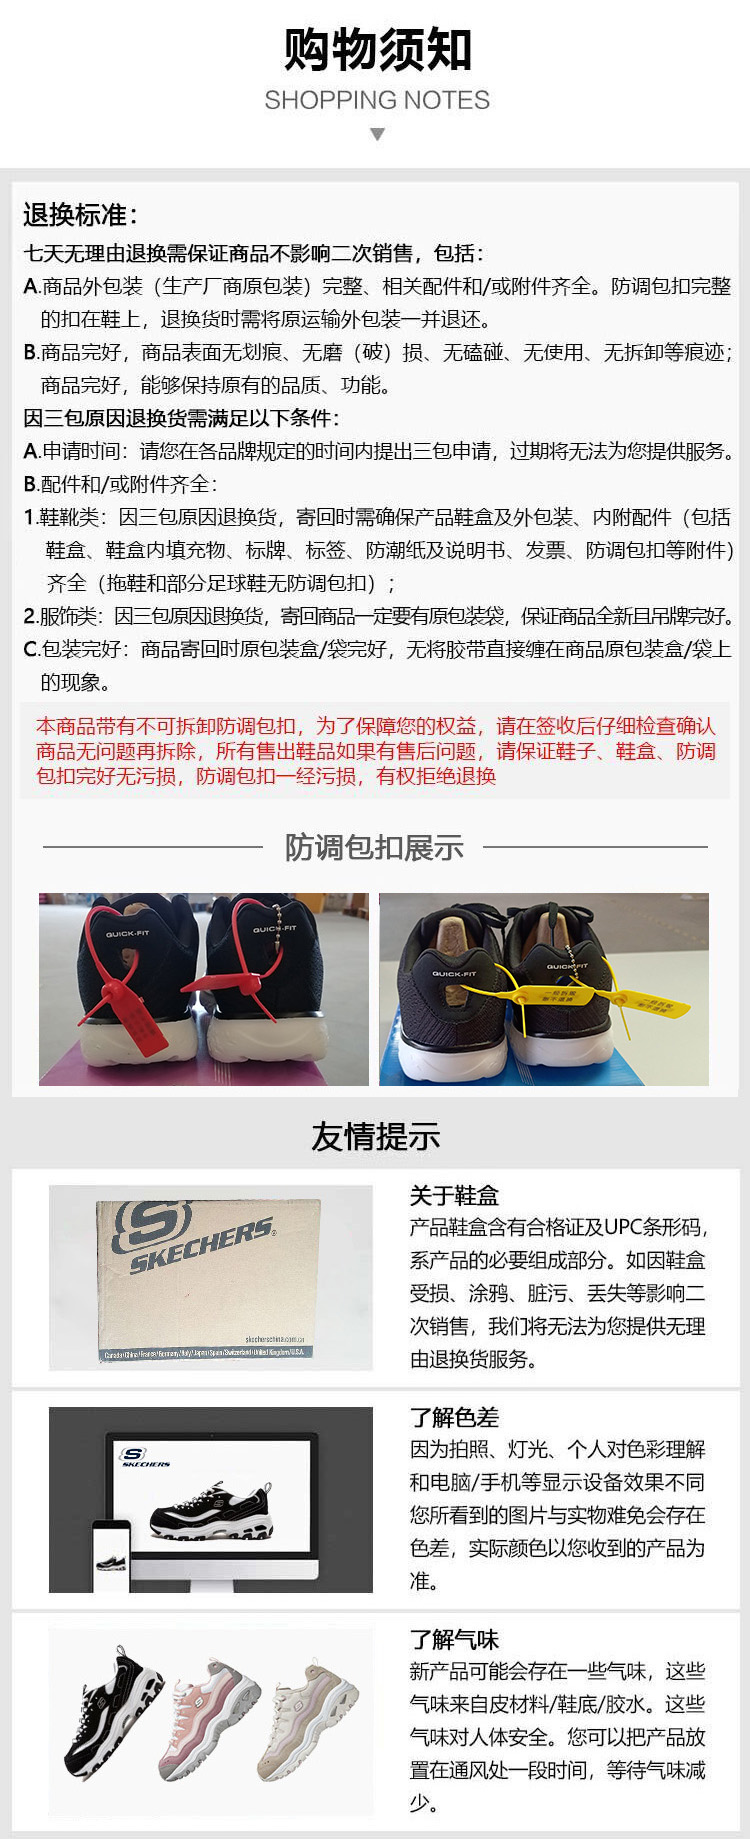 购物须知
SHOPPING NOTES
退换标准：
七天无理由退换需保证商品不影响二次销售，包括：
A.商品外包装（生产厂商原包装）完整、相关配件和/或附件齐全。防调包扣完整
的扣在鞋上，退换货时需将原运输外包装一并退还。
B.商品完好，商品表面无划痕、无磨（破）损、无磕碰、无使用、无拆卸等痕迹；
商品完好，能够保持原有的品质、功能。
因三包原因退换货需满足以下条件：
A.申请时间：请您在各品牌规定的时间内提出三包申请，过期将无法为您提供服务。
B.配件和/或附件齐全：
1.鞋靴类：因三包原因退换货，寄回时需确保产品鞋盒及外包装、内附配件（包括
鞋盒、鞋盒内填充物、标牌、标签、防潮纸及说明书、发票、防调包扣等附件）
齐全（拖鞋和部分足球鞋无防调包扣）；
2.服饰类：因三包原因退换货，寄回商品一定要有原包装袋，保证商品全新且吊牌完好。
C.包装完好：商品寄回时原包装盒/袋完好，无将胶带直接缠在商品原包装盒/袋上
的现象。
本商品带有不可拆卸防调包扣，为了保障您的权益，请在签收后仔细检查确认
商品无问题再拆除，所有售出鞋品如果有售后问题，请保证鞋子、鞋盒、防调
包扣完好无污损，防调包扣一经污损，有权拒绝退换
防调包扣展示
QUICK-FIT
QUICK-FIT
QUICK-FIT
QUICK-FIT
一经拆取
恕不退换
友情提示
SKECHERS
skecherschina.com.cn
Canada/China/France/Germany/Italy/Japan/Spain/Switzerland/United Kingdom/U.S.A.
关于鞋盒
产品鞋盒含有合格证及UPC条形码，
系产品的必要组成部分。如因鞋盒
受损、涂鸦、脏污、丢失等影响二
次销售，我们将无法为您提供无理
由退换货服务。
SKECHERS
了解色差
因为拍照、灯光、个人对色彩理解
和电脑/手机等显示设备效果不同
您所看到的图片与实物难免会存在
色差，实际颜色以您收到的产品为
准。
了解气味
新产品可能会存在一些气味，这些
气味来自皮材料/鞋底/胶水。这些
气味对人体安全。您可以把产品放
置在通风处一段时间，等待气味减
少。